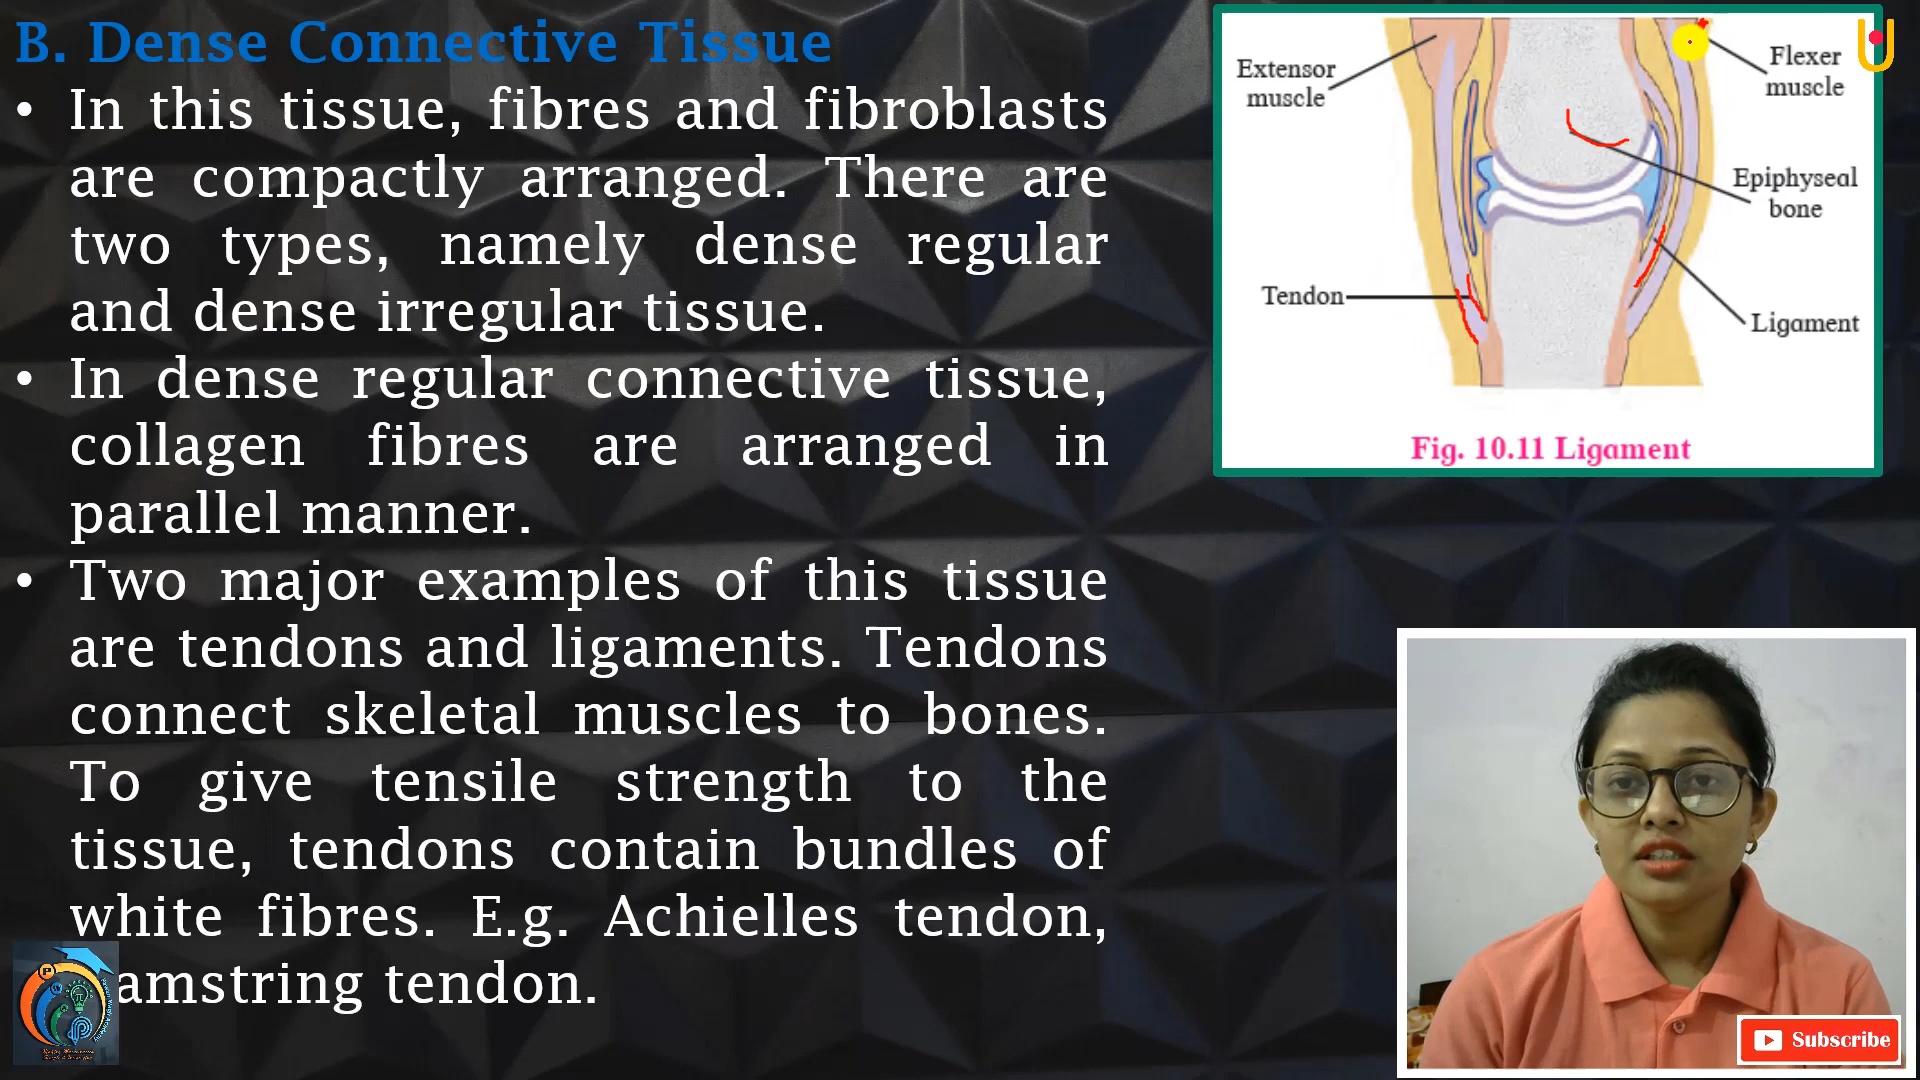 B. Dense Connective Tissue
• In this tissue, fibres and fibroblasts
are compactly arranged. There are
two types, namely dense regular
and dense irregular tissue.
• In dense regular connective tissue,
collagen fibres are arranged in
parallel manner.
• Two major examples of this tissue
are tendons and ligaments. Tendons
connect skeletal muscles to bones.
To give tensile strength to the
tissue, tendons contain bundles of
white fibres. E.g. Achielles tendon,
amstring tendon.
Extensor
muscle
Flexer
muscle
Epiphyseal
bone
Tendon
Ligament
Fig. 10.11 Ligament
Subscribe